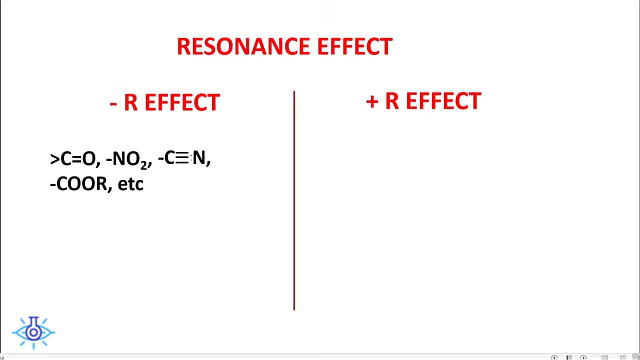 RESONANCE EFFECT
- R EFFECT
+ R EFFECT
>C=O, -NO₂, -C≡N,
-COOR, etc